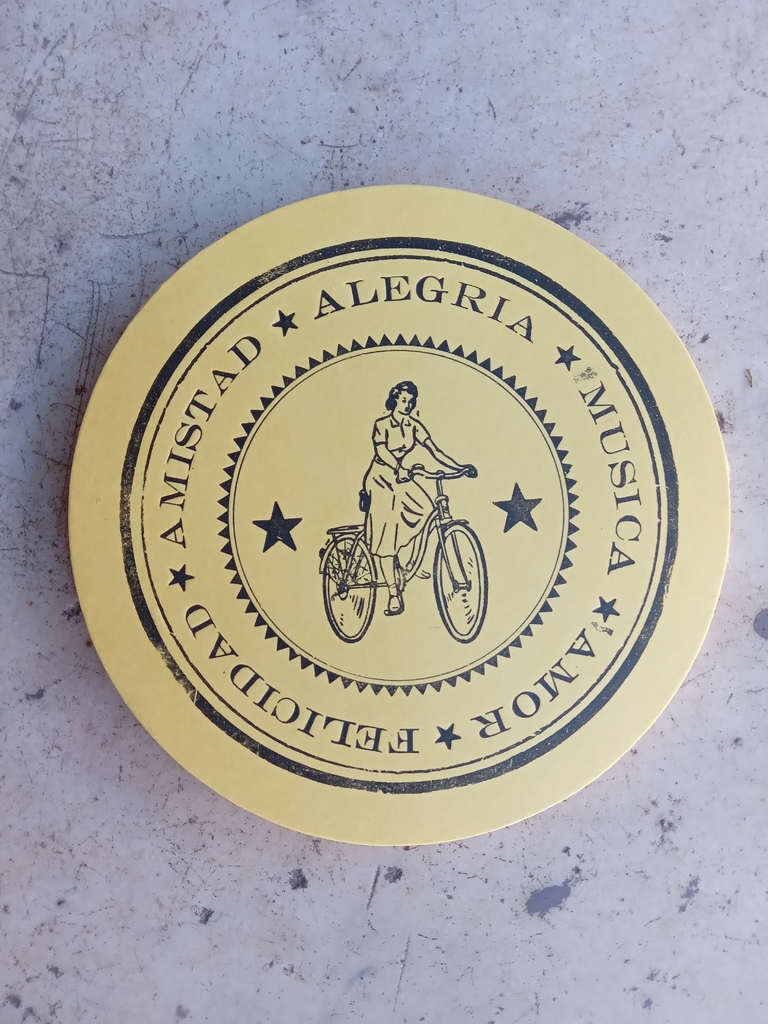 AMISTAD ★ ALEGRIA ★ MUSICA ★ AMOR ★ FELICIDAD ★